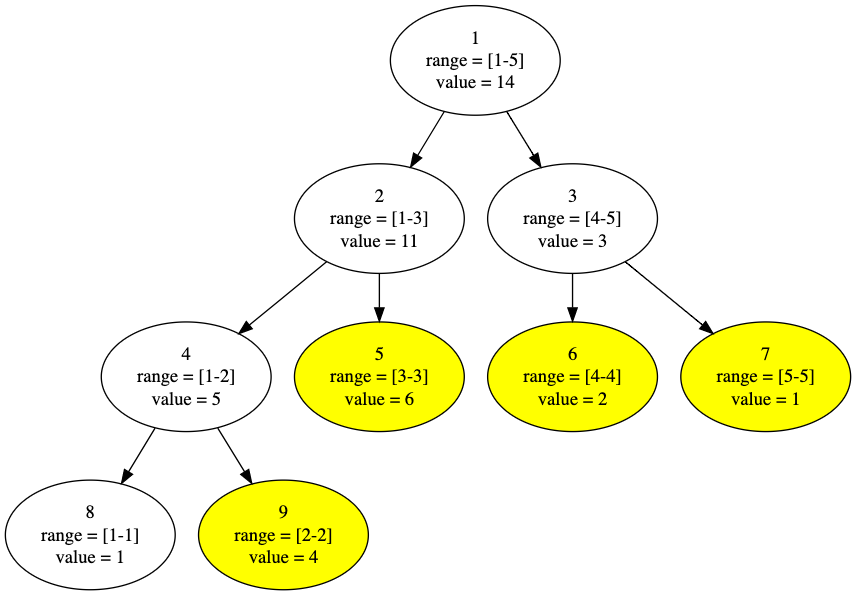 1
range = [1-5]
value = 14
2
range = [1-3]
value = 11
3
range = [4-5]
value = 3
4
range = [1-2]
value = 5
5
range = [3-3]
value = 6
6
range = [4-4]
value = 2
7
range = [5-5]
value = 1
8
range = [1-1]
value = 1
9
range = [2-2]
value = 4